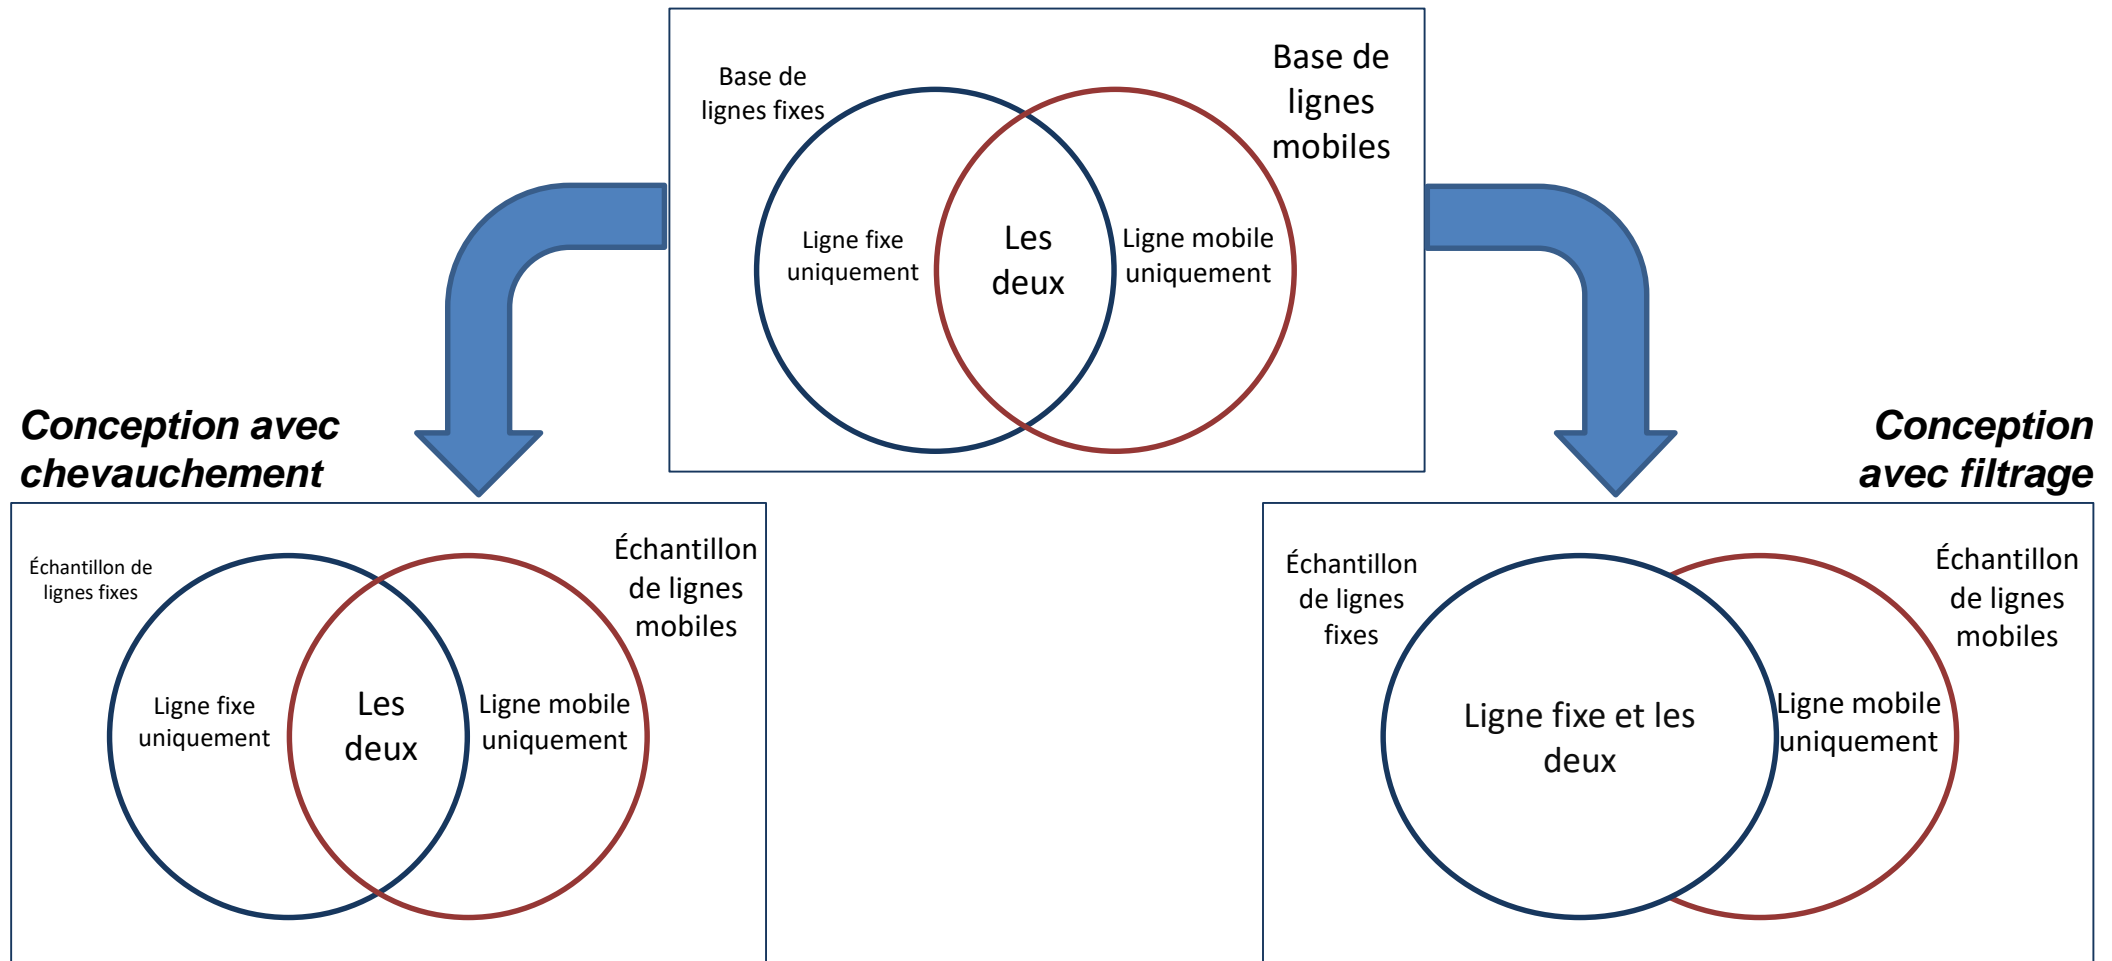 Base de
lignes fixes
Base de
lignes
mobiles
Ligne fixe
uniquement
Les
deux
Ligne mobile
uniquement
Conception avec
chevauchement
Conception
avec filtrage
Échantillon de
lignes fixes
Échantillon
de lignes
mobiles
Ligne fixe
uniquement
Les
deux
Ligne mobile
uniquement
Échantillon
de lignes
fixes
Échantillon
de lignes
mobiles
Ligne fixe et les
deux
Ligne mobile
uniquement